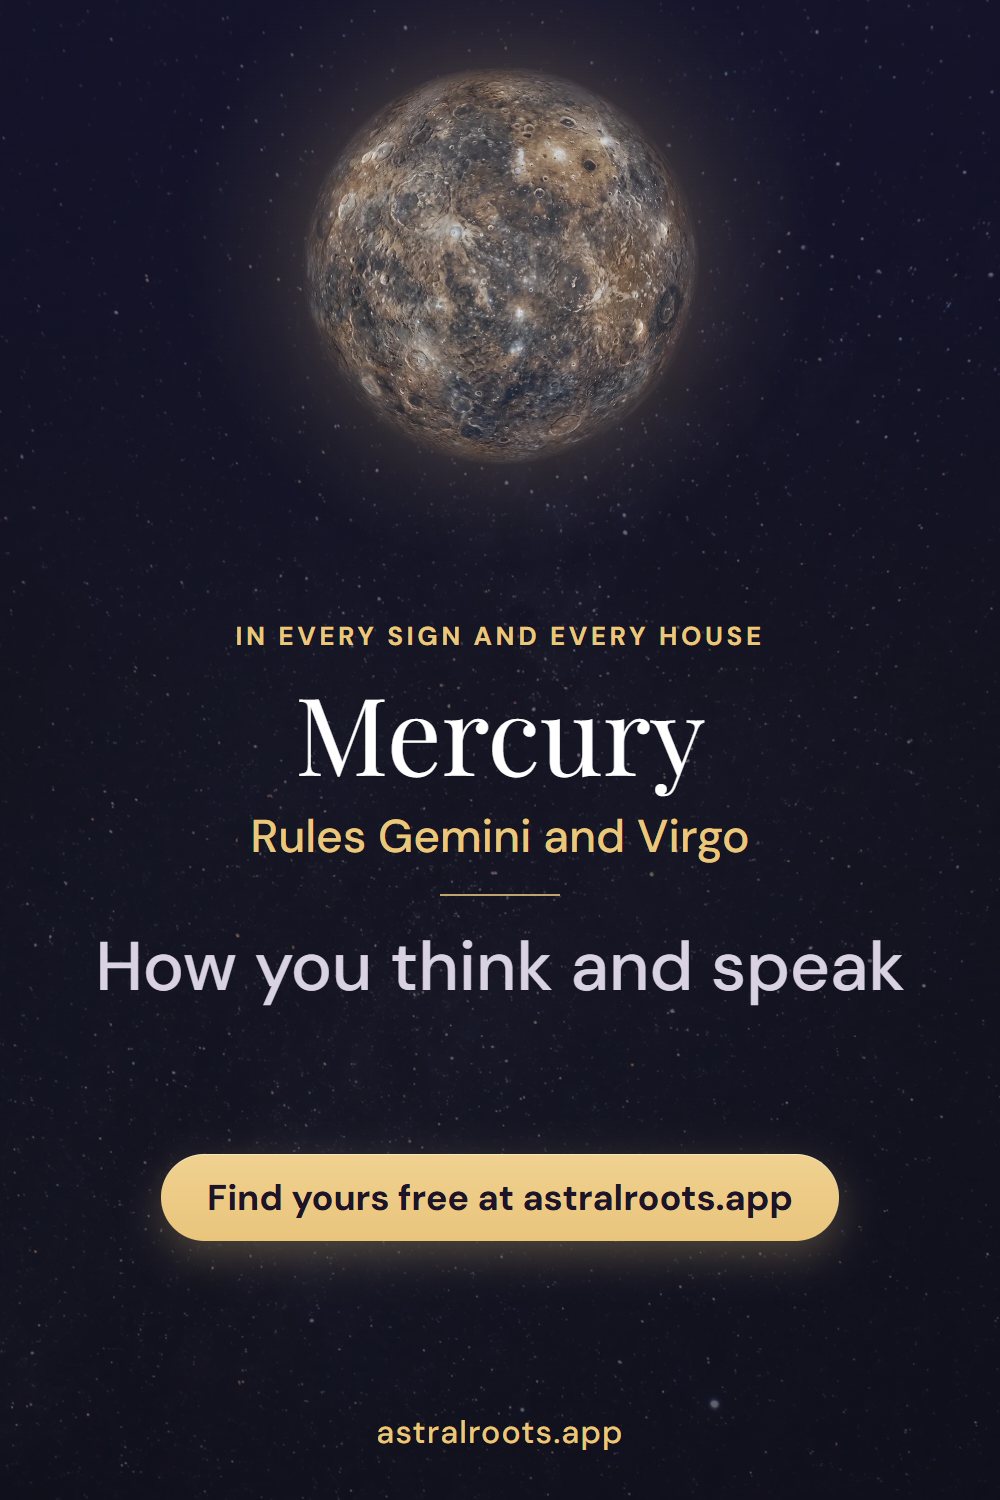 IN EVERY SIGN AND EVERY HOUSE
Mercury
Rules Gemini and Virgo
How you think and speak
Find yours free at astralroots.app
astralroots.app